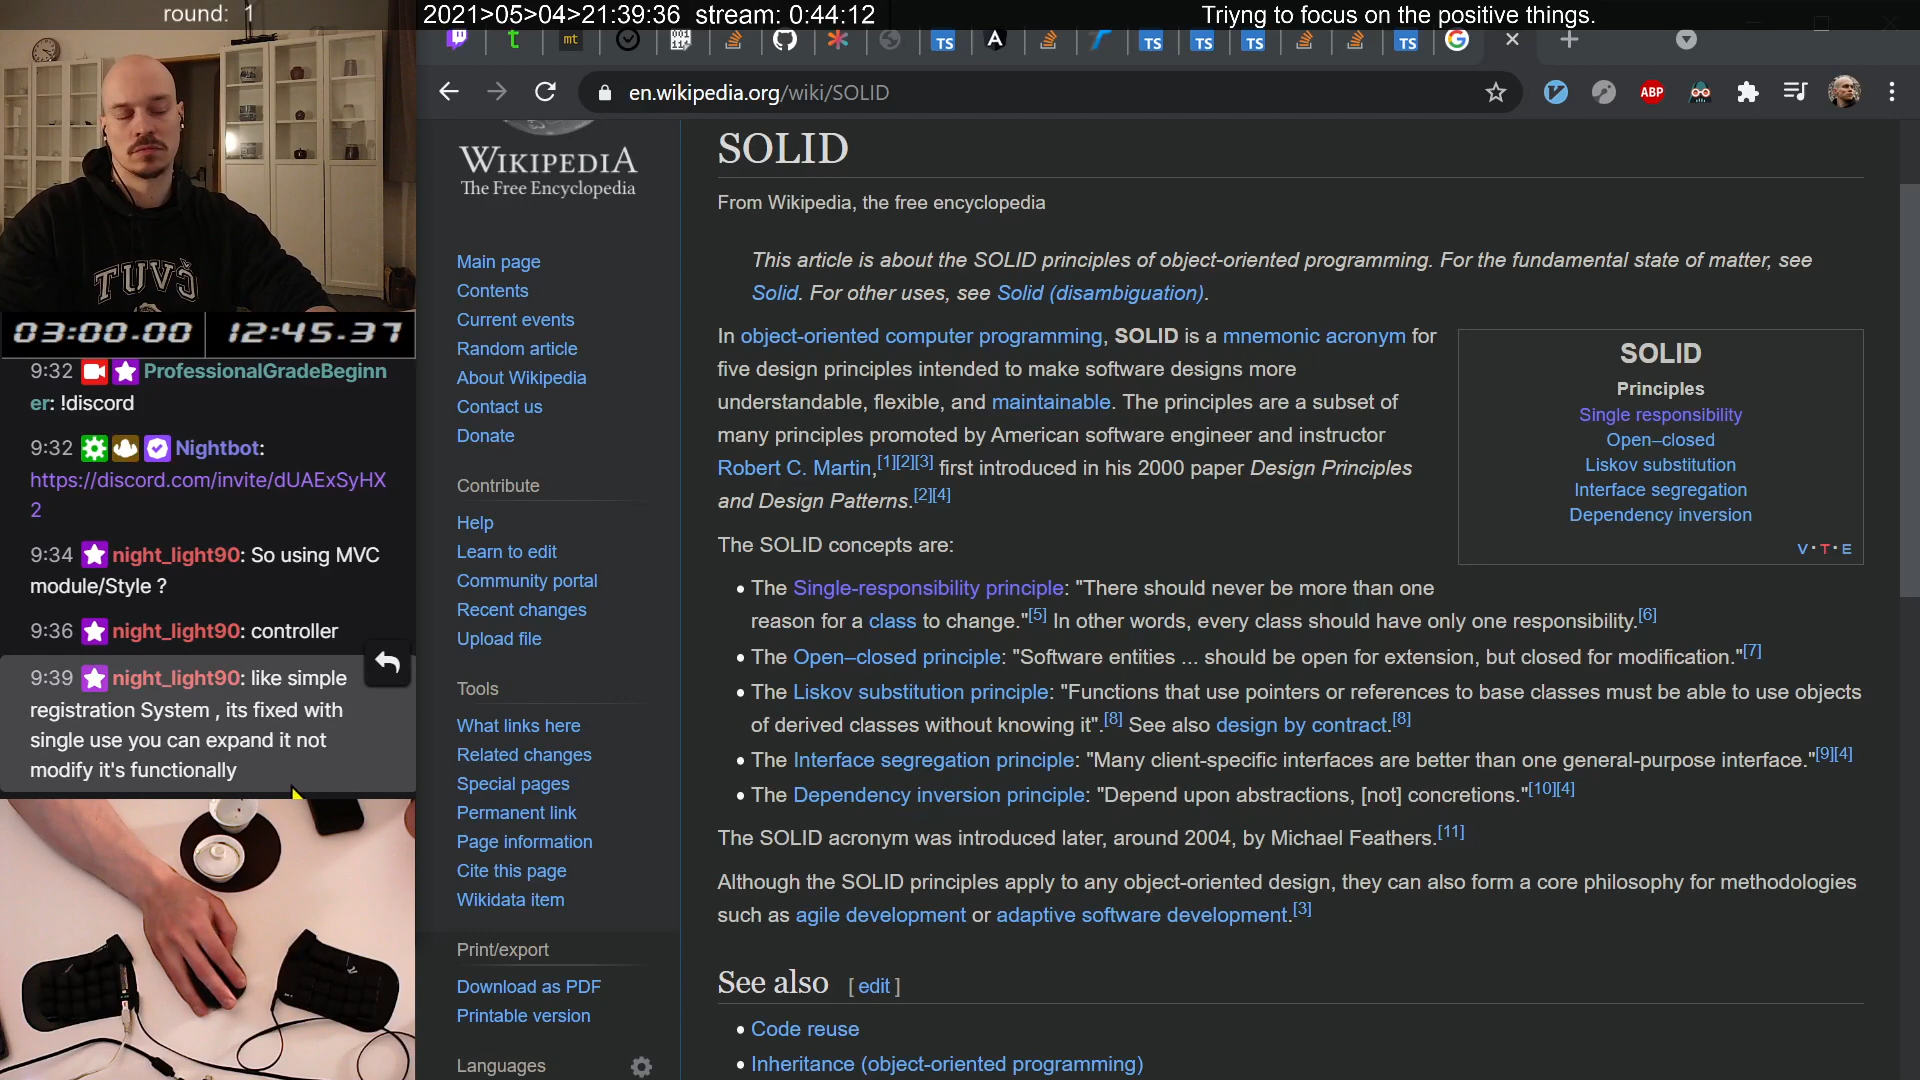 round: 1
2021>05>04>21:39:36 stream: 0:44:12
Triyng to focus on the positive things.
en.wikipedia.org/wiki/SOLID
ABP
TUVŠ
03:00.00
12:45.37
9:32 ProfessionalGradeBeginn
er: !discord
9:32 Nightbot:
https://discord.com/invite/dUAExSyHX
2
9:34 night_light90: So using MVC
module/Style ?
9:36 night_light90: controller
9:39 night_light90: like simple
registration System , its fixed with
single use you can expand it not
modify it's functionally
WIKIPEDIA
The Free Encyclopedia
Main page
Contents
Current events
Random article
About Wikipedia
Contact us
Donate
Contribute
Help
Learn to edit
Community portal
Recent changes
Upload file
Tools
What links here
Related changes
Special pages
Permanent link
Page information
Cite this page
Wikidata item
Print/export
Download as PDF
Printable version
Languages
SOLID
From Wikipedia, the free encyclopedia
This article is about the SOLID principles of object-oriented programming. For the fundamental state of matter, see
Solid. For other uses, see Solid (disambiguation).
In object-oriented computer programming, SOLID is a mnemonic acronym for
five design principles intended to make software designs more
understandable, flexible, and maintainable. The principles are a subset of
many principles promoted by American software engineer and instructor
Robert C. Martin,[1][2][3] first introduced in his 2000 paper Design Principles
and Design Patterns.[2][4]
SOLID
Principles
Single responsibility
Open–closed
Liskov substitution
Interface segregation
Dependency inversion
V·T·E
The SOLID concepts are:
• The Single-responsibility principle: "There should never be more than one
reason for a class to change."[5] In other words, every class should have only one responsibility.[6]
• The Open–closed principle: "Software entities ... should be open for extension, but closed for modification."[7]
• The Liskov substitution principle: "Functions that use pointers or references to base classes must be able to use objects
of derived classes without knowing it".[8] See also design by contract.[8]
• The Interface segregation principle: "Many client-specific interfaces are better than one general-purpose interface."[9][4]
• The Dependency inversion principle: "Depend upon abstractions, [not] concretions."[10][4]
The SOLID acronym was introduced later, around 2004, by Michael Feathers.[11]
Although the SOLID principles apply to any object-oriented design, they can also form a core philosophy for methodologies
such as agile development or adaptive software development.[3]
See also [ edit ]
• Code reuse
• Inheritance (object-oriented programming)